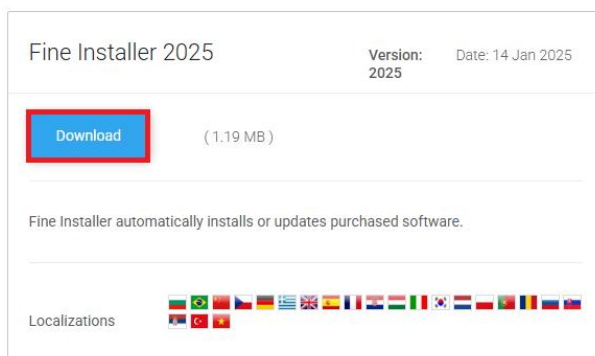 Fine Installer 2025
Version:
2025
Date: 14 Jan 2025
Download
( 1.19 MB )
Fine Installer automatically installs or updates purchased software.
Localizations